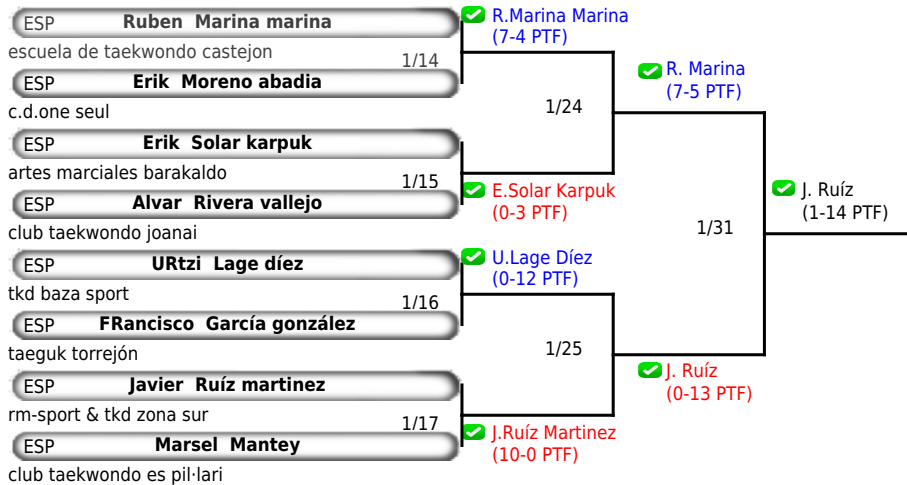 ESP Ruben Marina marina
escuela de taekwondo castejon
1/14
ESP Erik Moreno abadia
c.d.one seul
ESP Erik Solar karpuk
artes marciales barakaldo
1/15
ESP Alvar Rivera vallejo
club taekwondo joanai
ESP URtzi Lage díez
tkd baza sport
1/16
ESP FRancisco García gonzález
taeguk torrejón
ESP Javier Ruíz martinez
rm-sport & tkd zona sur
1/17
ESP Marsel Mantey
club taekwondo es pil·lari
R.Marina Marina
(7-4 PTF)
1/24
E.Solar Karpuk
(0-3 PTF)
U.Lage Díez
(0-12 PTF)
1/25
J.Ruíz Martinez
(10-0 PTF)
R. Marina
(7-5 PTF)
1/31
J. Ruíz
(0-13 PTF)
J. Ruíz
(1-14 PTF)